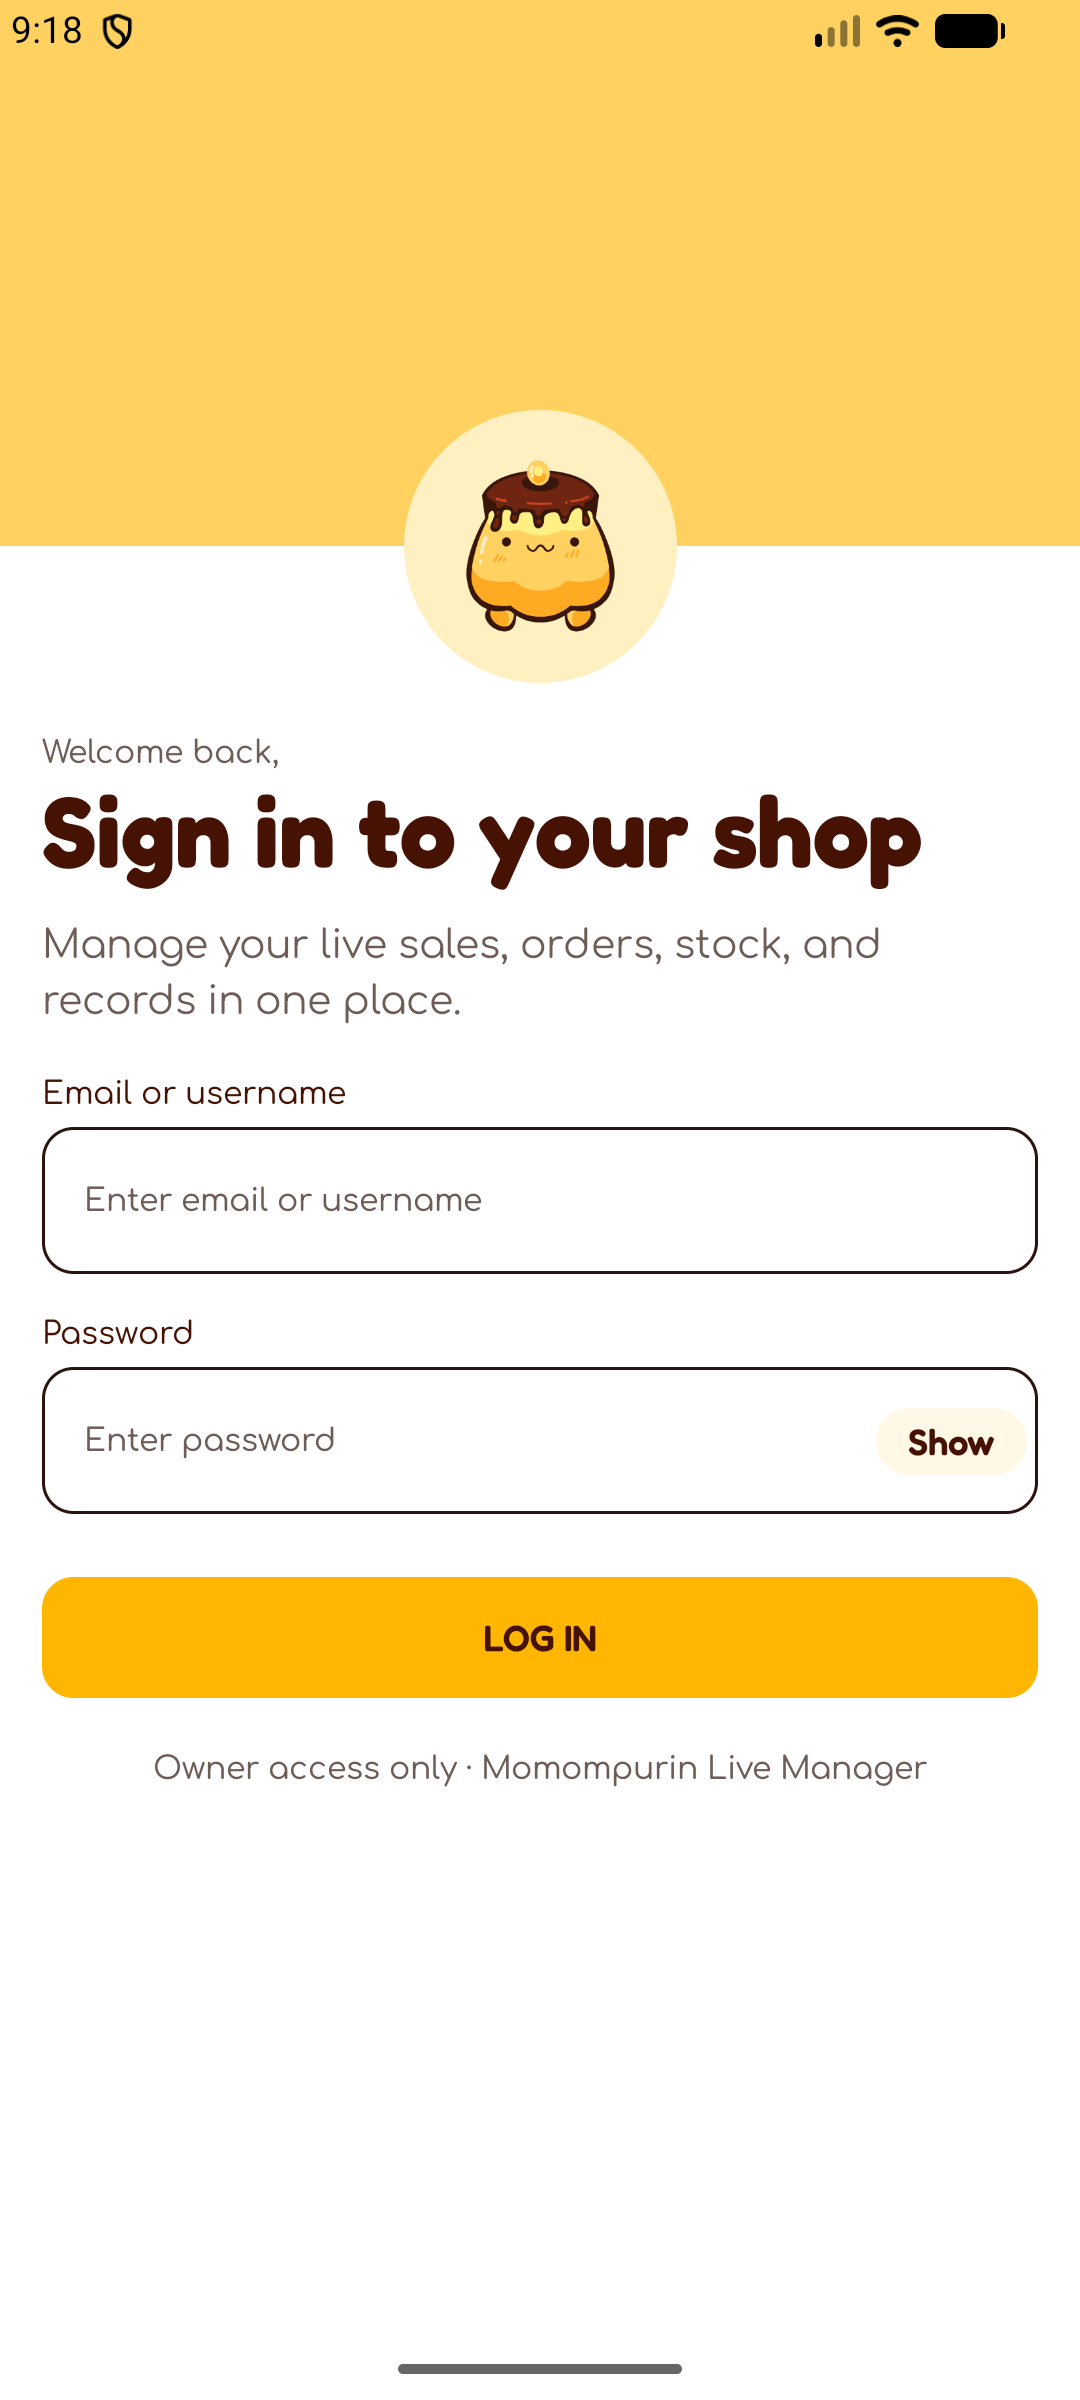 9:18
Welcome back,
Sign in to your shop
Manage your live sales, orders, stock, and
records in one place.
Email or username
Enter email or username
Password
Enter password
Show
LOG IN
Owner access only · Momompurin Live Manager